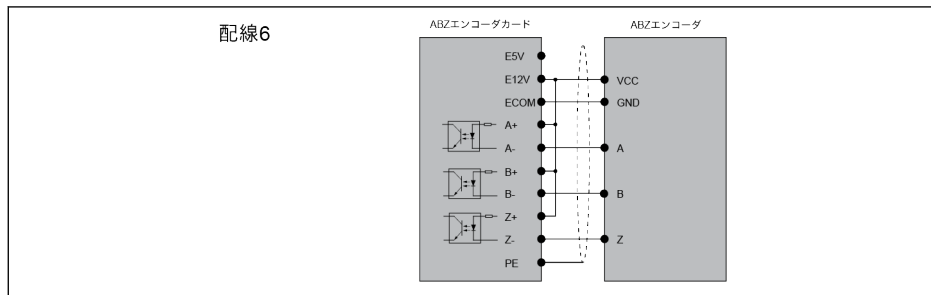 配線6
ABZエンコーダカード
ABZエンコーダ
E5V
E12V
VCC
ECOM
GND
A+
A-
A
B+
B-
B
Z+
Z-
Z
PE